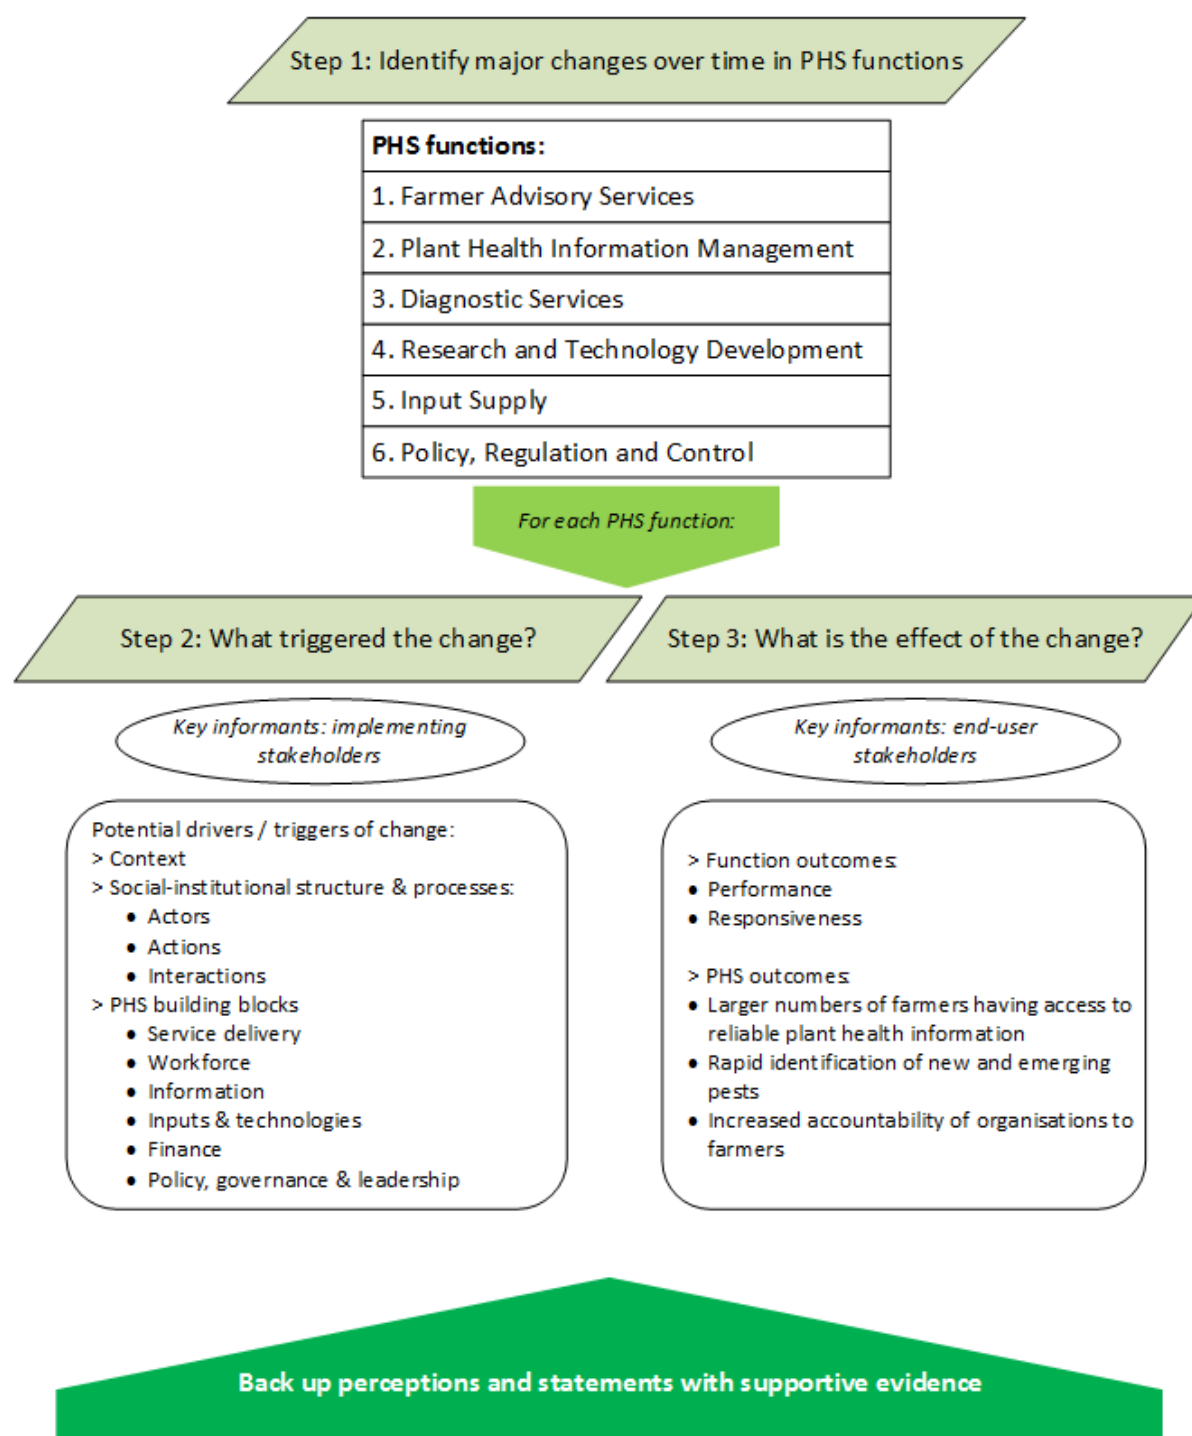 Step 1: Identify major changes over time in PHS functions
PHS functions:
1. Farmer Advisory Services
2. Plant Health Information Management
3. Diagnostic Services
4. Research and Technology Development
5. Input Supply
6. Policy, Regulation and Control
For each PHS function:
Step 2: What triggered the change?
Key informants: implementing
stakeholders
Potential drivers / triggers of change:
> Context
> Social-institutional structure & processes:
• Actors
• Actions
• Interactions
> PHS building blocks
• Service delivery
• Workforce
• Information
• Inputs & technologies
• Finance
• Policy, governance & leadership
Step 3: What is the effect of the change?
Key informants: end-user
stakeholders
> Function outcomes:
• Performance
• Responsiveness
> PHS outcomes:
• Larger numbers of farmers having access to
reliable plant health information
• Rapid identification of new and emerging
pests
• Increased accountability of organisations to
farmers
Back up perceptions and statements with supportive evidence